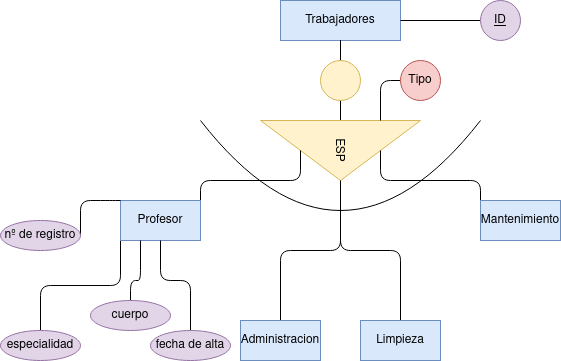 Trabajadores
ID
Tipo
ESP
Profesor
Mantenimiento
nº de registro
cuerpo
especialidad
fecha de alta
Administracion
Limpieza